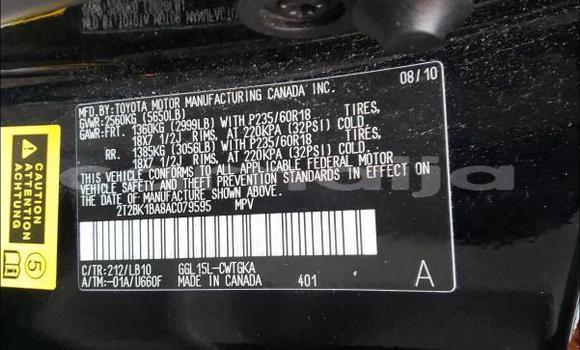 08/10
MFD.BY:TOYOTA MOTOR MANUFACTURING CANADA INC.
GVWR:2560KG (5650LB)
GAWR:FRT. 1360KG (2999LB) WITH P235/60R18 TIRES,
18X7 1/2J RIMS, AT 220KPA (32PSI) COLD.
RR. 1385KG (3056LB) WITH P235/60R18 TIRES,
18X7 1/2J RIMS, AT 220KPA (32PSI) COLD.
THIS VEHICLE CONFORMS TO ALL APPLICABLE FEDERAL MOTOR
VEHICLE SAFETY AND THEFT PREVENTION STANDARDS IN EFFECT ON
THE DATE OF MANUFACTURE SHOWN ABOVE.
2T2BK1BA8AC079595 MPV
C/TR:212/LB10 GGL15L-CWTGKA
A/TM:-01A/U660F MADE IN CANADA 401 A
ACHTUNG
ATTENTION
ATTENTION
5